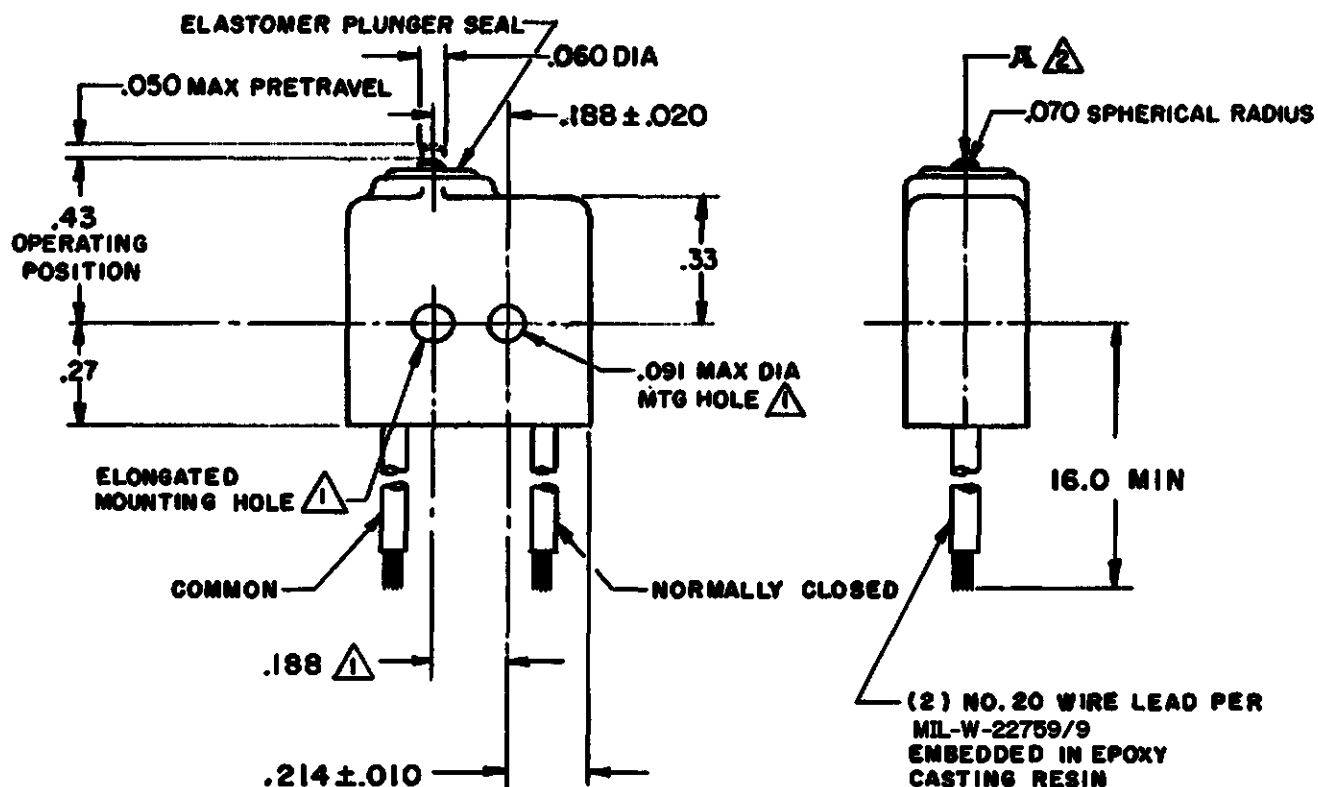 ELASTOMER PLUNGER SEAL
.060 DIA
.050 MAX PRETRAVEL
.188 ± .020
A 2
.070 SPHERICAL RADIUS
.43
OPERATING
POSITION
.33
.27
.091 MAX DIA
MTG HOLE 1
ELONGATED
MOUNTING HOLE 1
16.0 MIN
COMMON
NORMALLY CLOSED
.188 1
(2) NO. 20 WIRE LEAD PER
MIL-W-22759/9
EMBEDDED IN EPOXY
CASTING RESIN
.214 ± .010